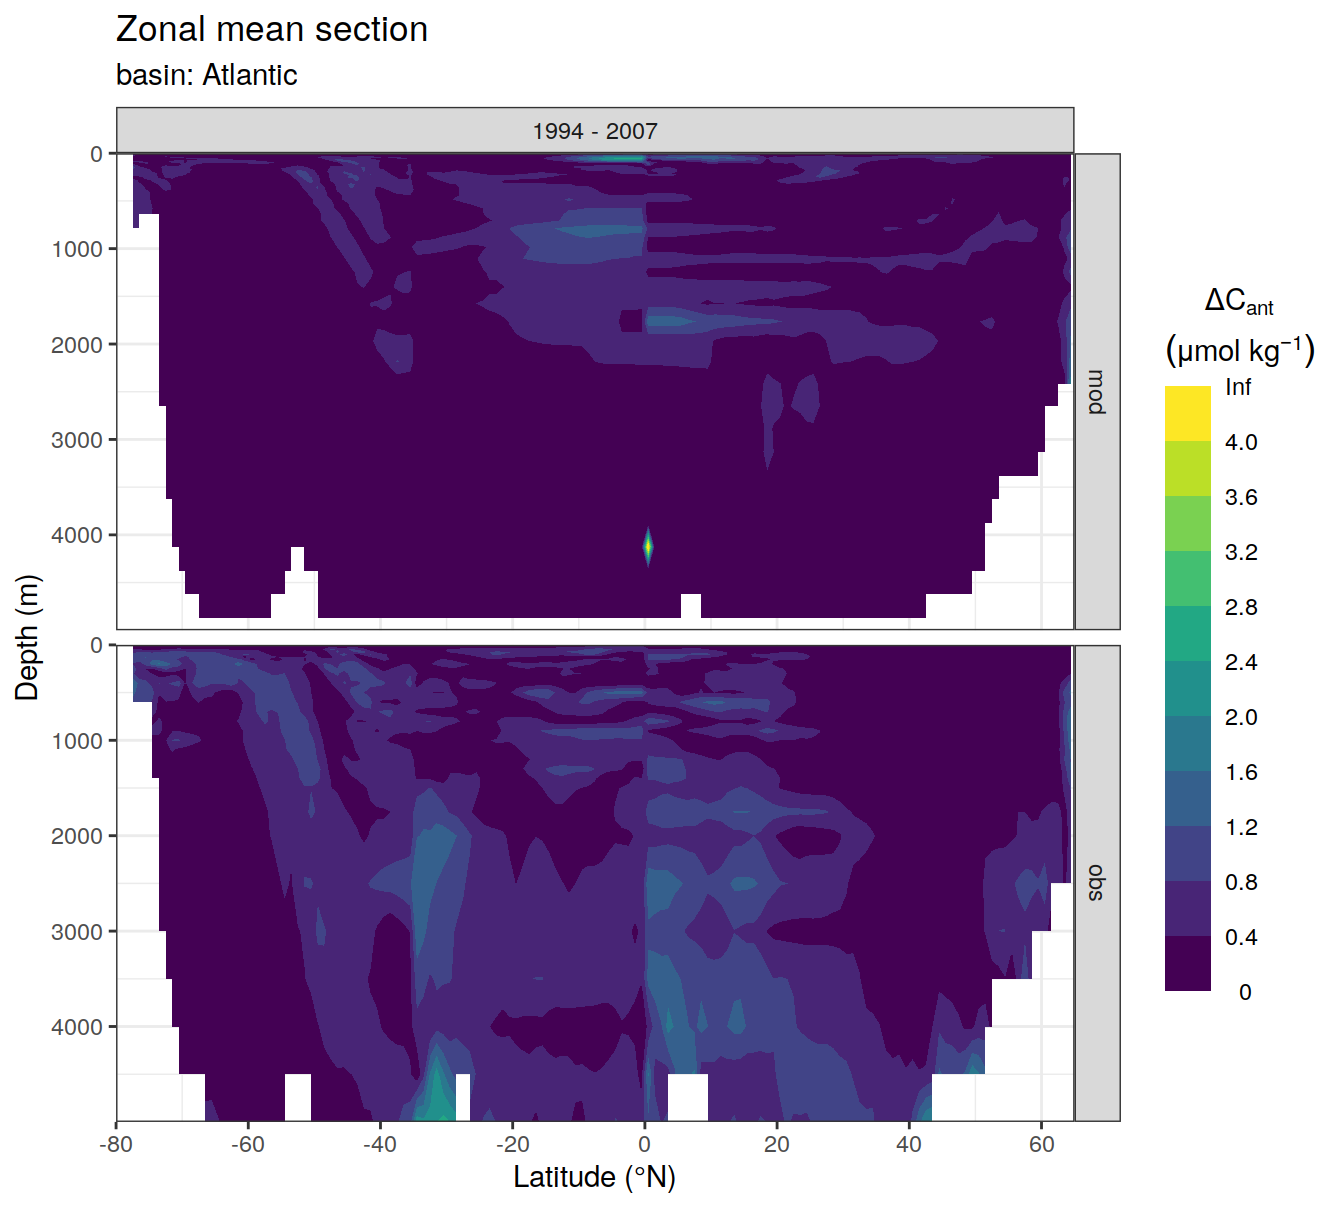 Zonal mean section
basin: Atlantic
1994 - 2007
0
1000
2000
3000
4000
mod
0
1000
2000
3000
4000
obs
-80
-60
-40
-20
0
20
40
60
Latitude (°N)
Depth (m)
ΔCant
(μmol kg⁻¹)
Inf
4.0
3.6
3.2
2.8
2.4
2.0
1.6
1.2
0.8
0.4
0